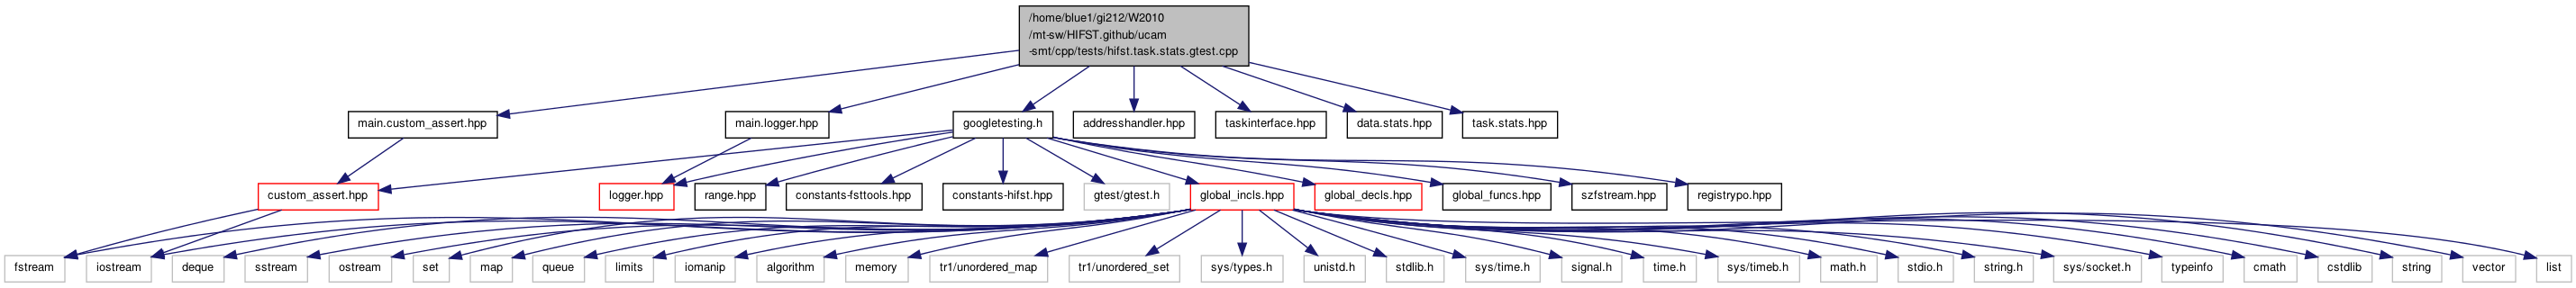 /home/blue1/gi212/W2010
/mt-sw/HIFST.github/ucam
-smt/cpp/tests/hifst.task.stats.gtest.cpp
main.custom_assert.hpp
main.logger.hpp
googletesting.h
addresshandler.hpp
taskinterface.hpp
data.stats.hpp
task.stats.hpp
custom_assert.hpp
logger.hpp
range.hpp
constants-fsttools.hpp
constants-hifst.hpp
gtest/gtest.h
global_incls.hpp
global_decls.hpp
global_funcs.hpp
szfstream.hpp
registrypo.hpp
fstream
iostream
deque
sstream
ostream
set
map
queue
limits
iomanip
algorithm
memory
tr1/unordered_map
tr1/unordered_set
sys/types.h
unistd.h
stdlib.h
sys/time.h
signal.h
time.h
sys/timeb.h
math.h
stdio.h
string.h
sys/socket.h
typeinfo
cmath
cstdlib
string
vector
list